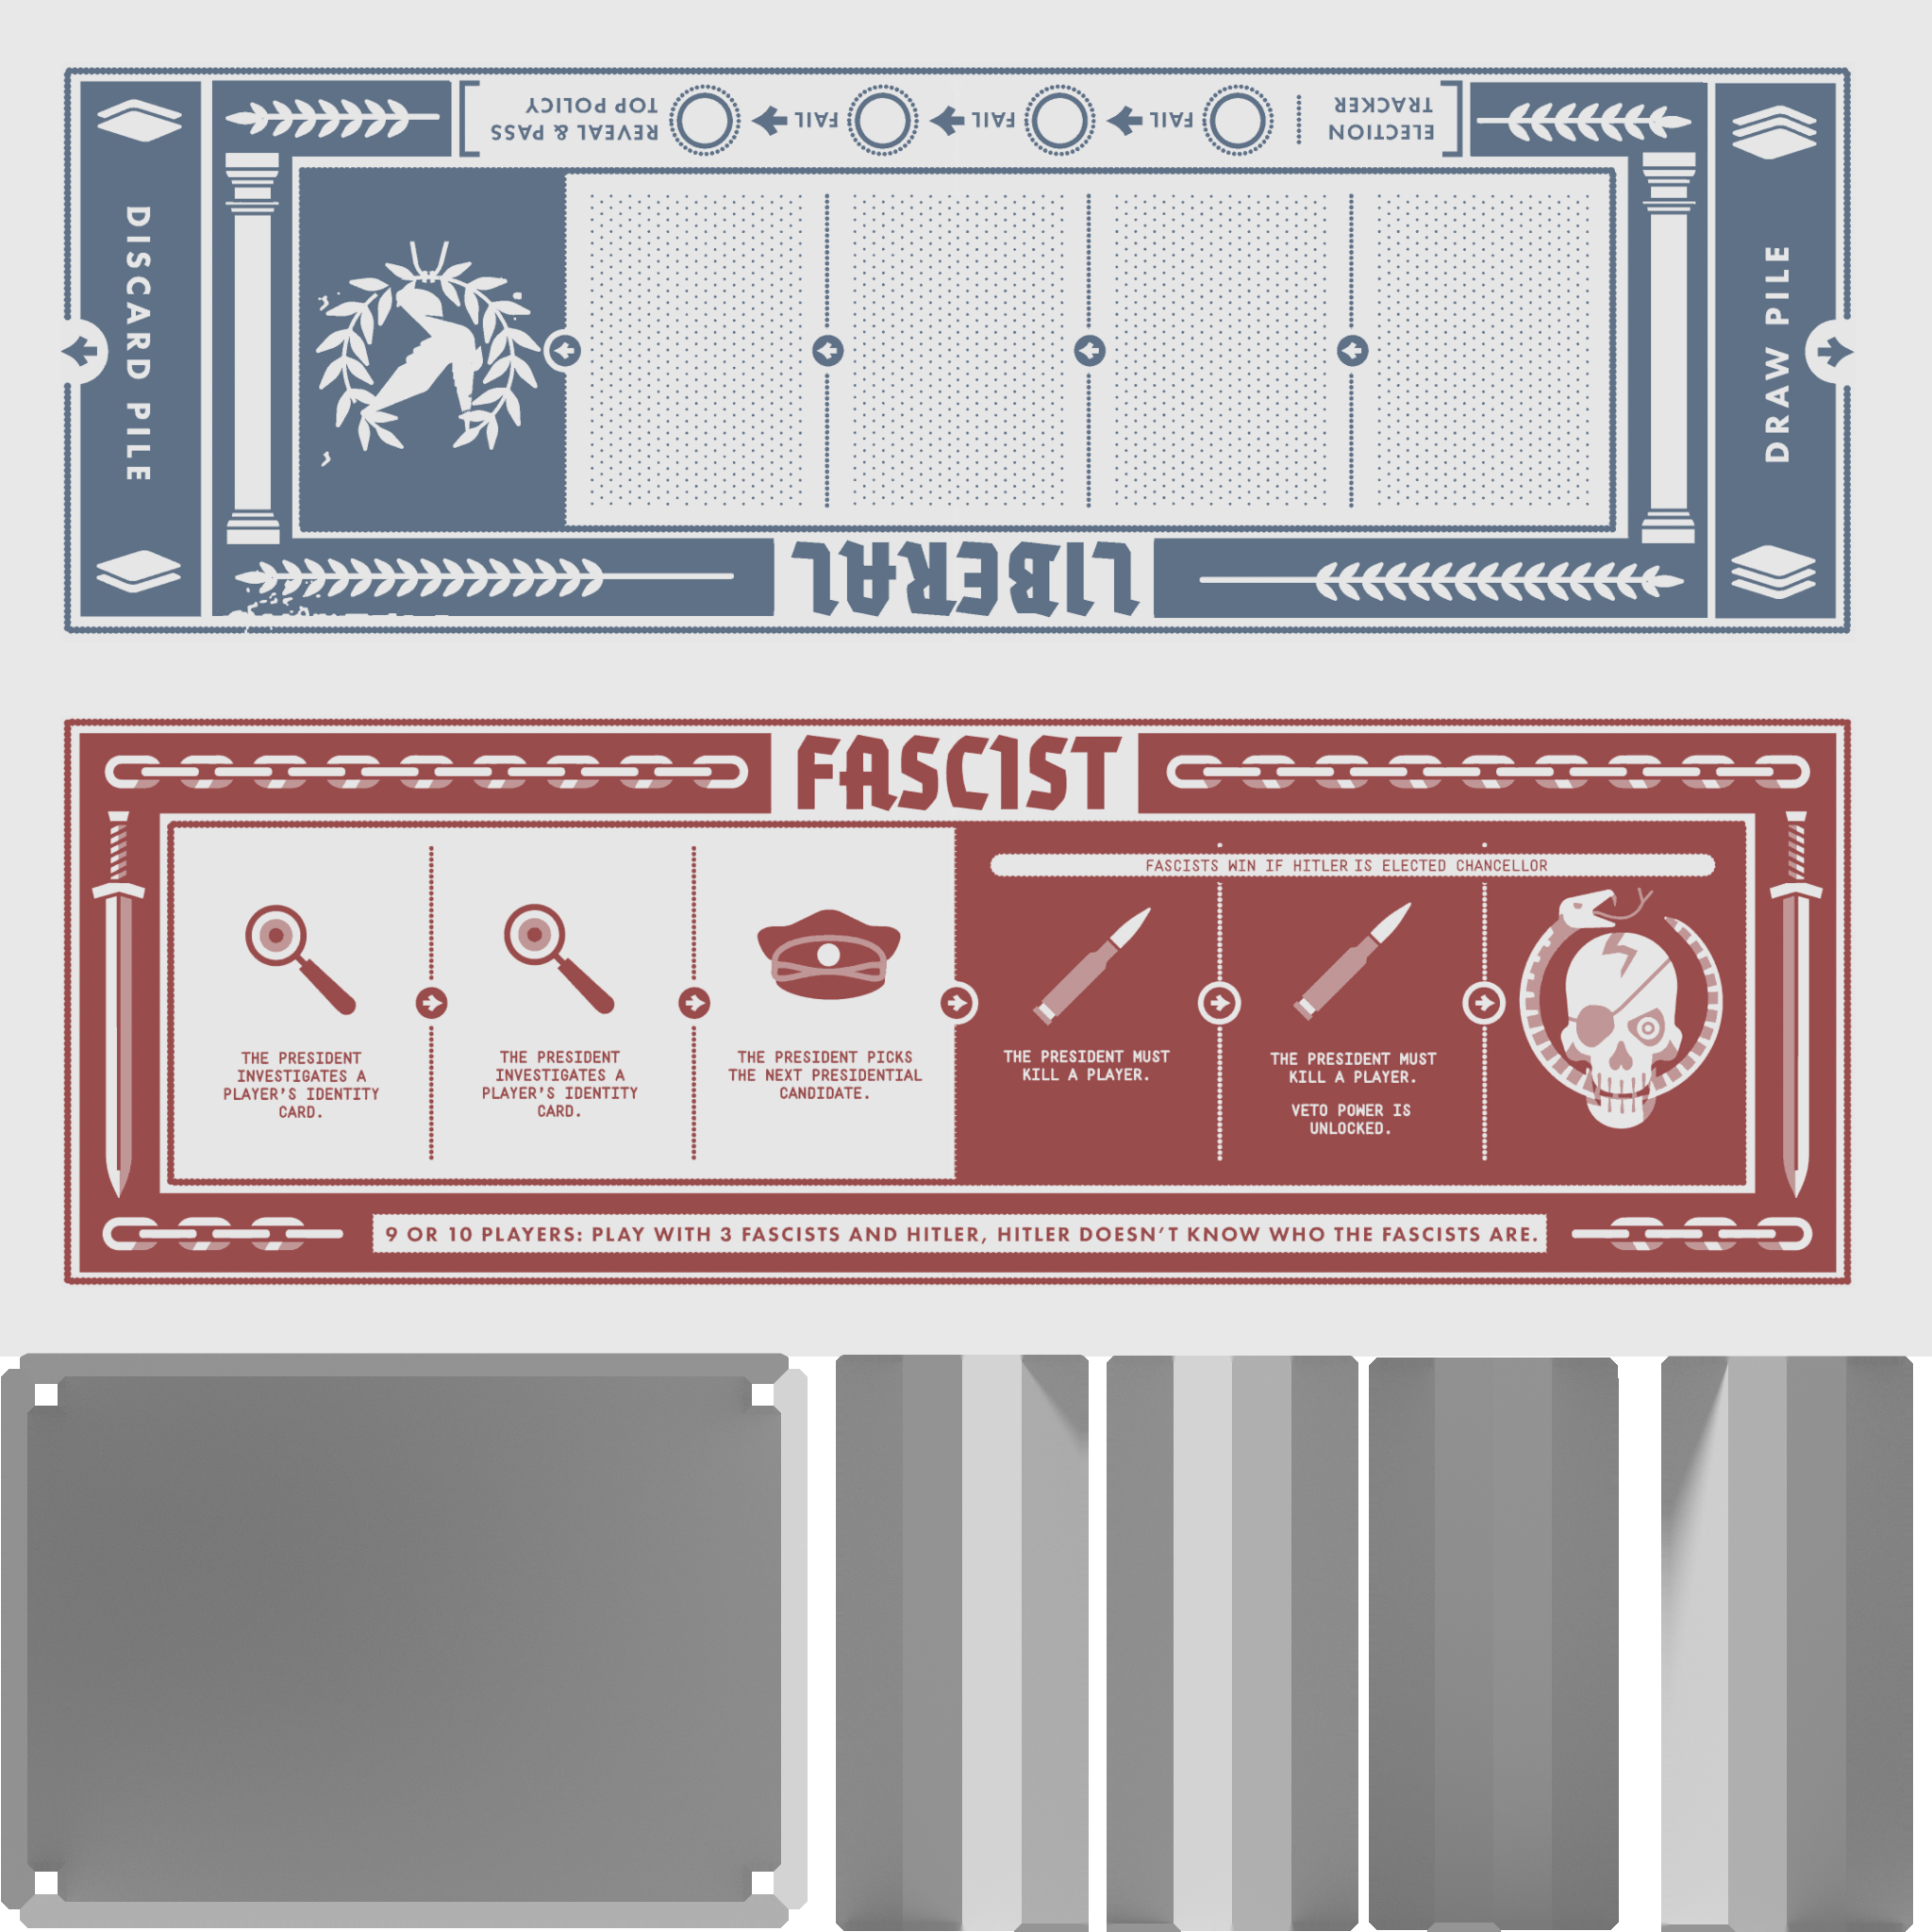 DISCARD PILE
REVEAL & PASS
TOP POLICY
FAIL
FAIL
FAIL
ELECTION
TRACKER
DRAW PILE
LIBERAL
FASCIST
FASCISTS WIN IF HITLER IS ELECTED CHANCELLOR
THE PRESIDENT
INVESTIGATES A
PLAYER'S IDENTITY
CARD.
THE PRESIDENT
INVESTIGATES A
PLAYER'S IDENTITY
CARD.
THE PRESIDENT PICKS
THE NEXT PRESIDENTIAL
CANDIDATE.
THE PRESIDENT MUST
KILL A PLAYER.
THE PRESIDENT MUST
KILL A PLAYER.
VETO POWER IS
UNLOCKED.
9 OR 10 PLAYERS: PLAY WITH 3 FASCISTS AND HITLER, HITLER DOESN'T KNOW WHO THE FASCISTS ARE.